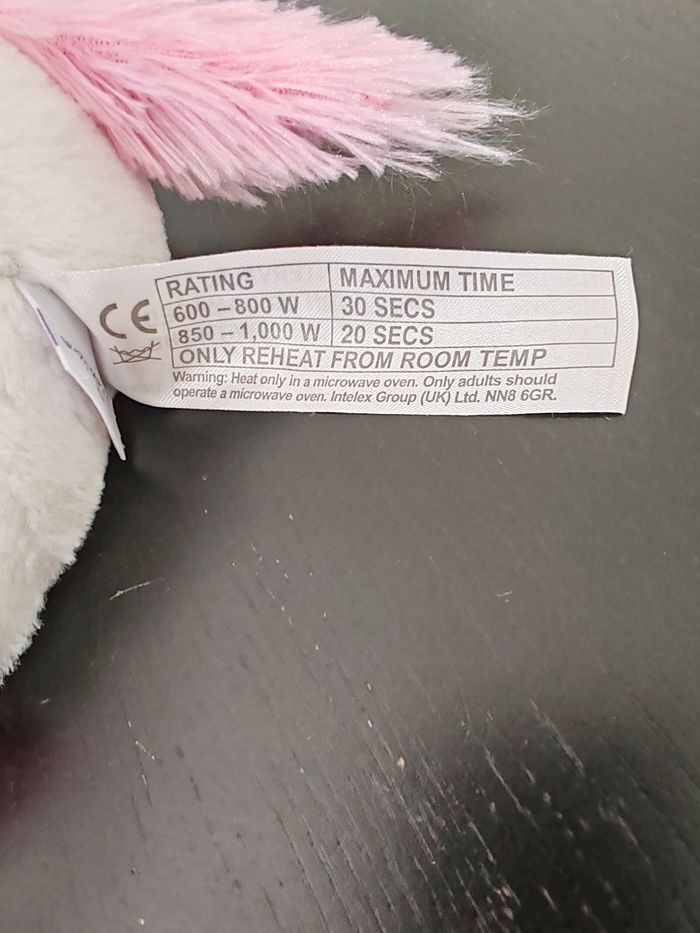 CE
RATING MAXIMUM TIME
600 – 800 W 30 SECS
850 – 1,000 W 20 SECS
ONLY REHEAT FROM ROOM TEMP
Warning: Heat only in a microwave oven. Only adults should
operate a microwave oven. Intelex Group (UK) Ltd. NN8 6GR.